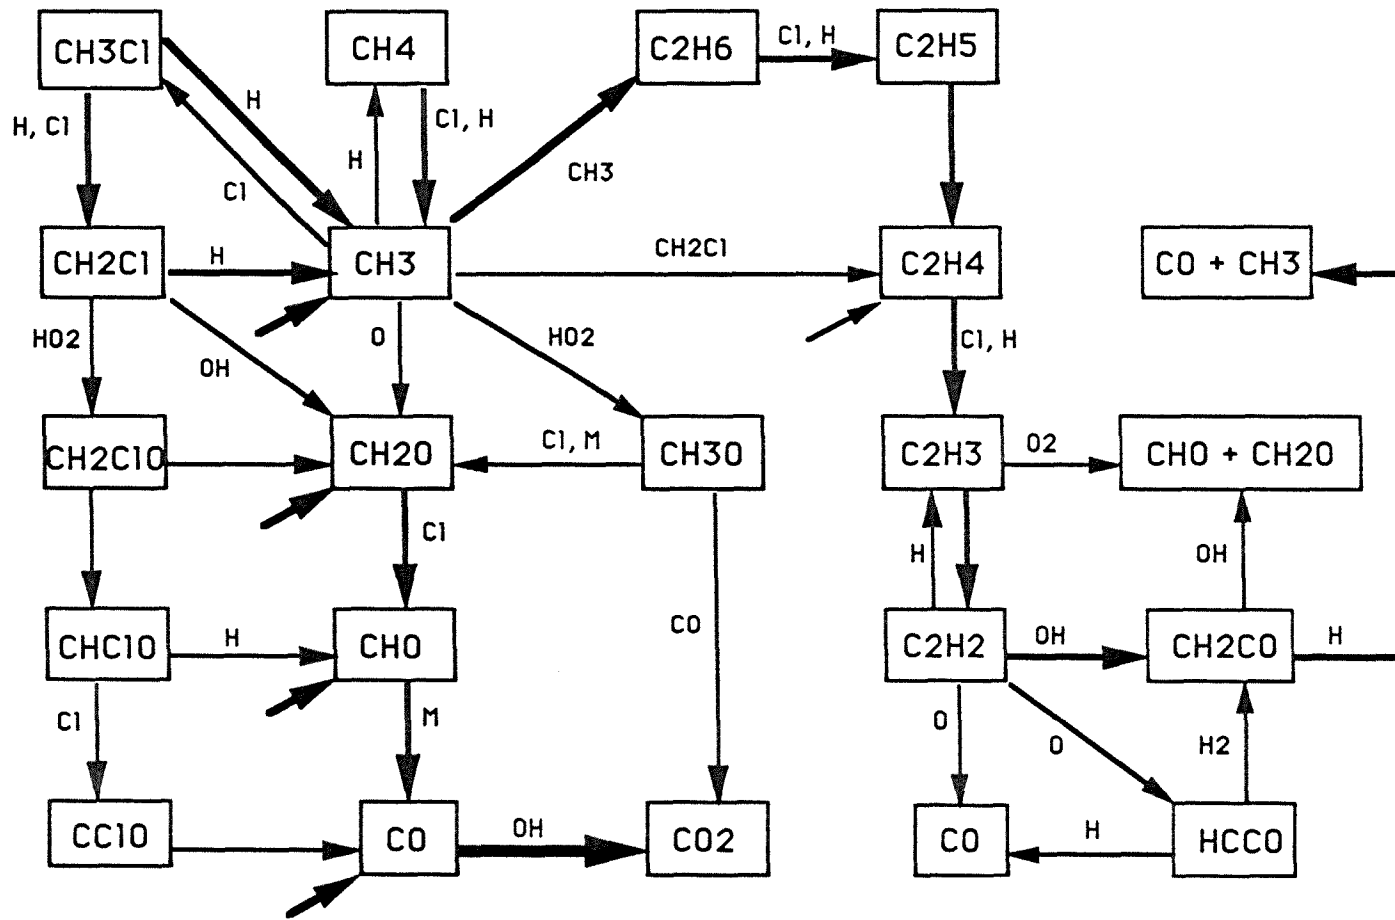 CH3Cl
CH4
C2H6
Cl, H
C2H5
H
H, Cl
Cl, H
H
CH3
Cl
CH2Cl
H
CH3
CH2Cl
C2H4
CO + CH3
HO2
OH
O
HO2
Cl, H
CH2ClO
CH2O
Cl, M
CH3O
C2H3
O2
CHO + CH2O
Cl
H
OH
CHClO
H
CHO
CO
C2H2
OH
CH2CO
H
Cl
M
O
O
H2
CClO
CO
OH
CO2
CO
H
HCCO